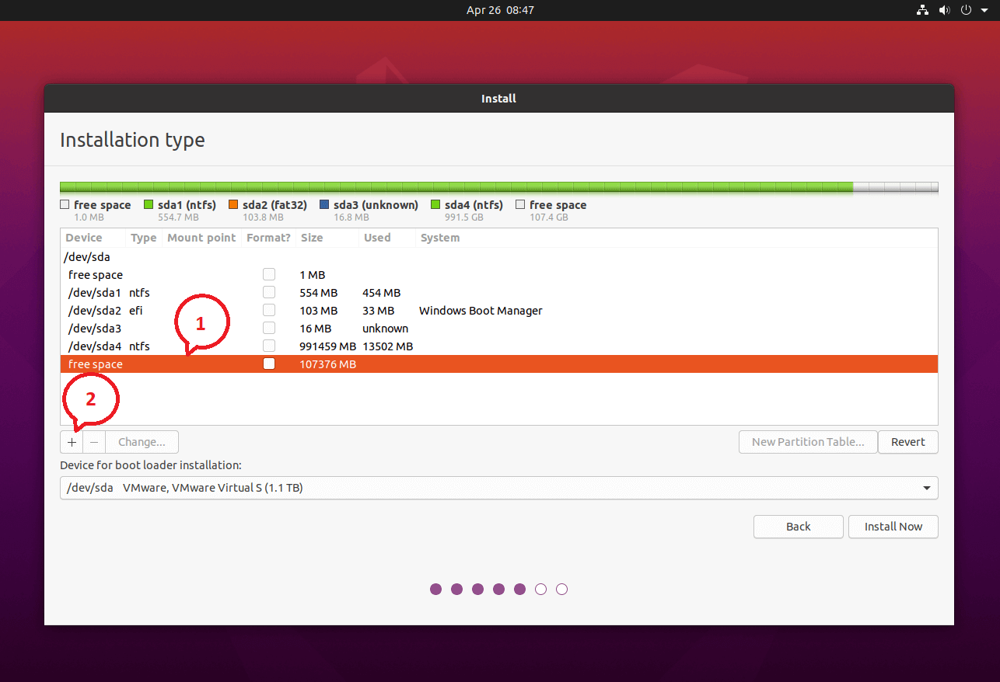 Apr 26 08:47
Install
Installation type
free space sda1 (ntfs) sda2 (fat32) sda3 (unknown) sda4 (ntfs) free space
1.0 MB 554.7 MB 103.8 MB 16.8 MB 991.5 GB 107.4 GB
Device Type Mount point Format? Size Used System
/dev/sda
free space 1 MB
/dev/sda1 ntfs 554 MB 454 MB
/dev/sda2 efi 103 MB 33 MB Windows Boot Manager
1
/dev/sda3 16 MB unknown
/dev/sda4 ntfs 991459 MB 13502 MB
free space 107376 MB
2
+ − Change... New Partition Table... Revert
Device for boot loader installation:
/dev/sda VMware, VMware Virtual S (1.1 TB)
Back Install Now